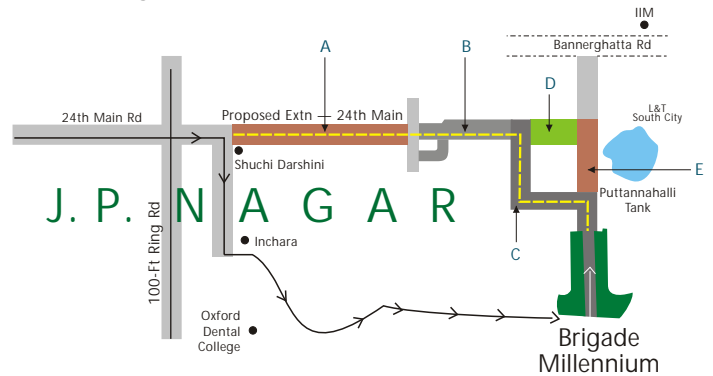 IIM
Bannerghatta Rd
A
B
D
L&T
South City
24th Main Rd
Proposed Extn — 24th Main
Shuchi Darshini
E
J. P. NAGAR
Puttannahalli
Tank
100-Ft Ring Rd
Inchara
C
Oxford
Dental
College
Brigade
Millennium